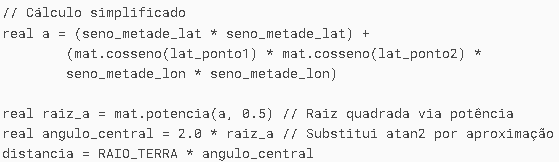 // Cálculo simplificado
real a = (seno_metade_lat * seno_metade_lat) +
(mat.cosseno(lat_ponto1) * mat.cosseno(lat_ponto2) *
seno_metade_lon * seno_metade_lon)
real raiz_a = mat.potencia(a, 0.5) // Raiz quadrada via potência
real angulo_central = 2.0 * raiz_a // Substitui atan2 por aproximação
distancia = RAIO_TERRA * angulo_central